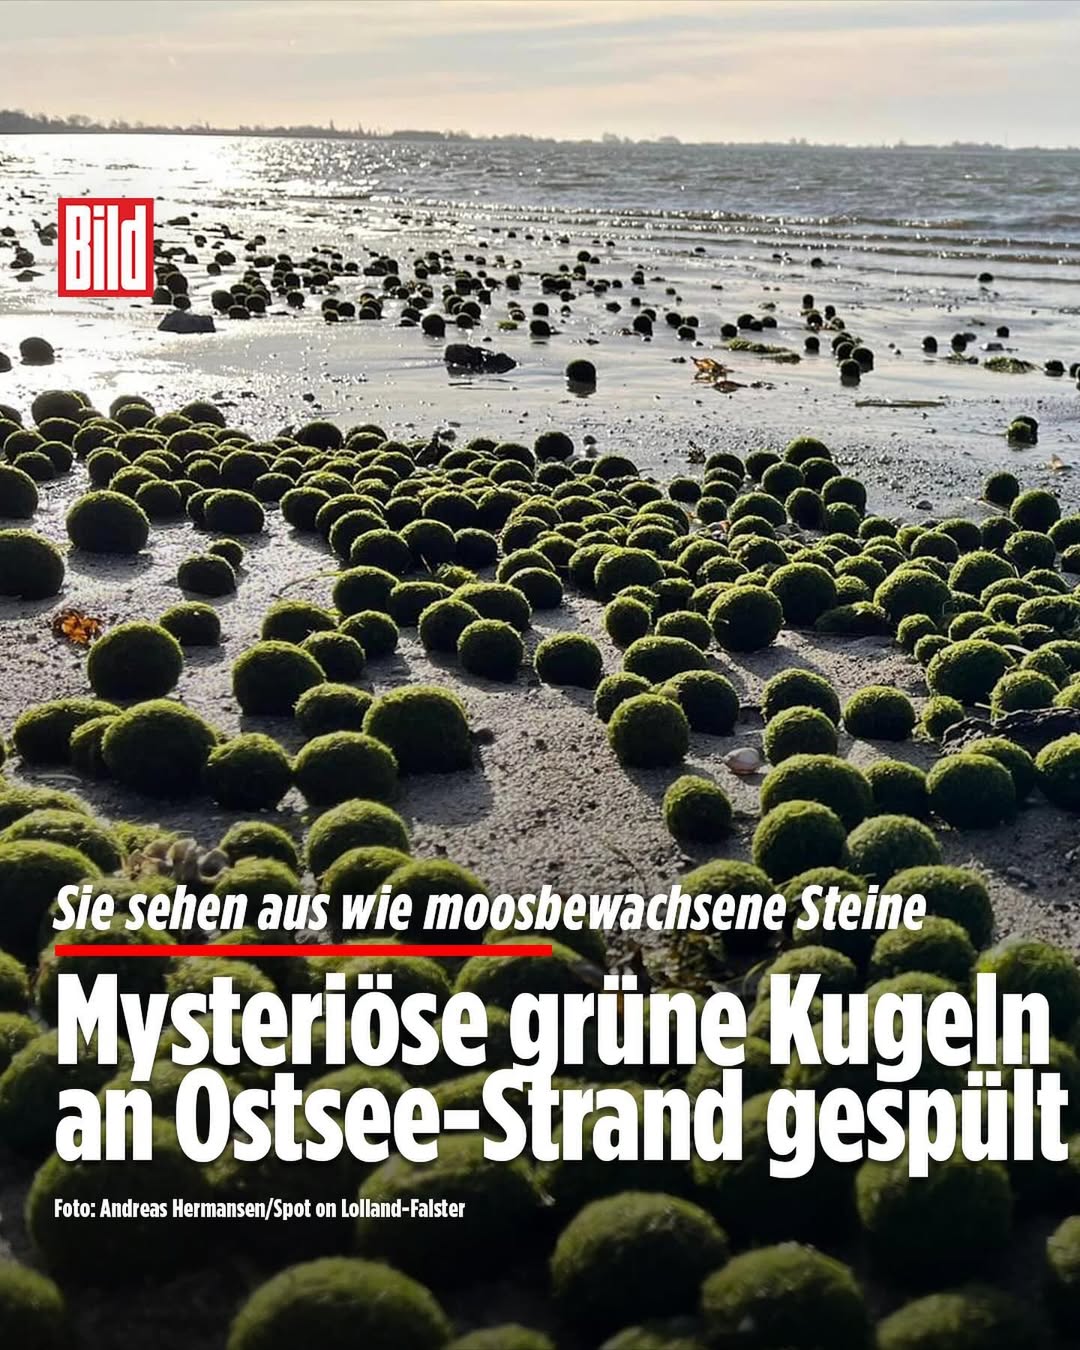 Bild
Sie sehen aus wie moosbewachsene Steine
Mysteriöse grüne Kugeln
an Ostsee-Strand gespült
Foto: Andreas Hermansen/Spot on Lolland-Falster